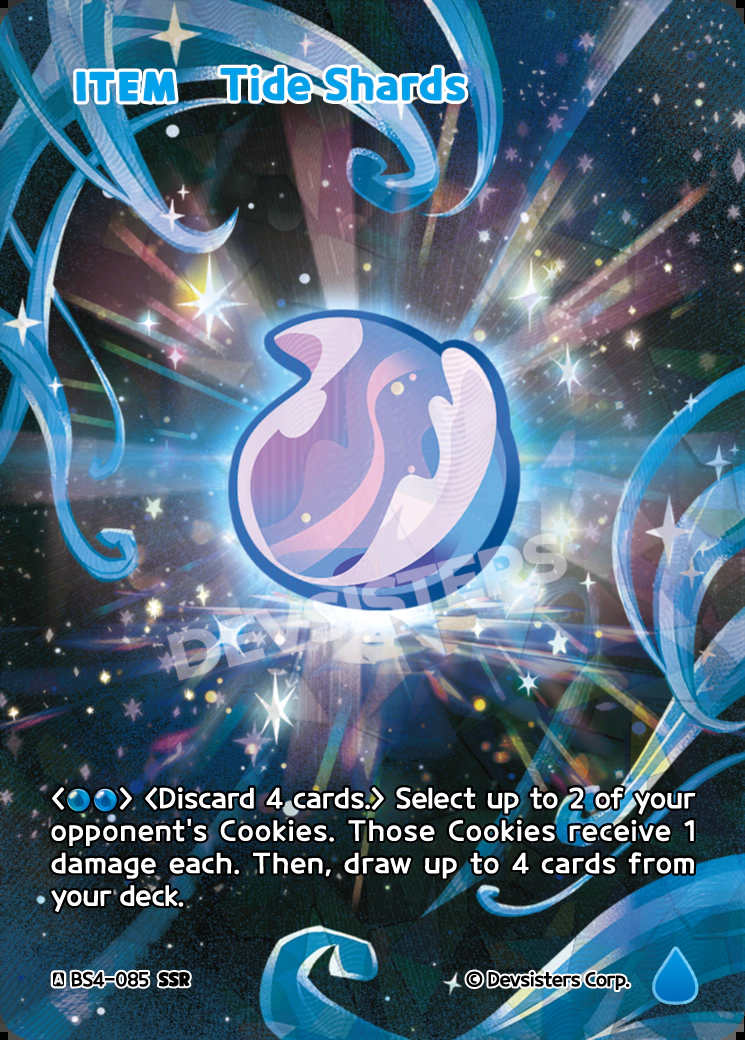 ITEM Tide Shards
DEVSISTERS
<🔵🔵> <Discard 4 cards.> Select up to 2 of your
opponent's Cookies. Those Cookies receive 1
damage each. Then, draw up to 4 cards from
your deck.
A BS4-085 SSR © Devsisters Corp.